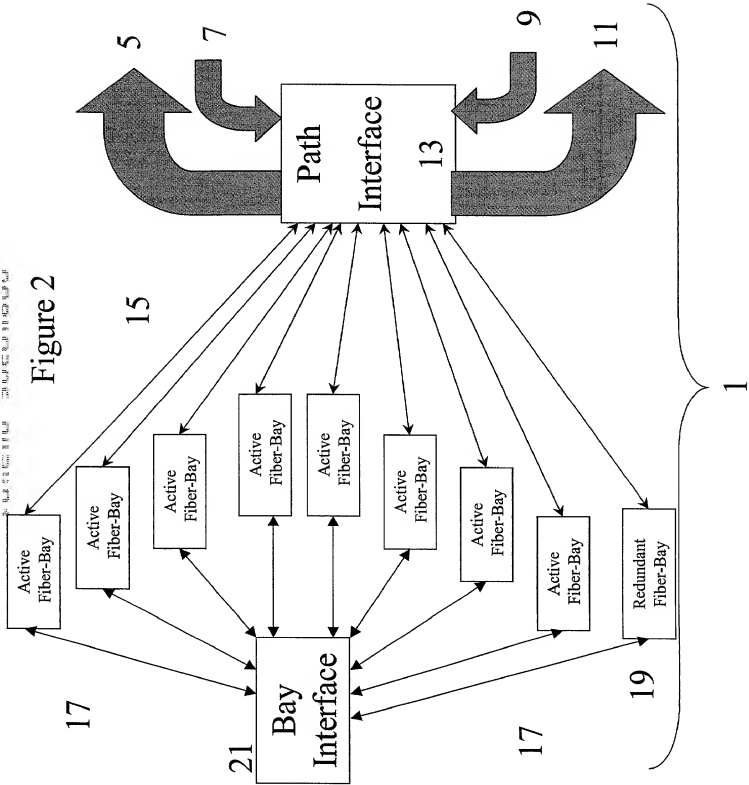 Figure 2
5
7
9
11
15
Path
Interface
13
Active
Fiber-Bay
Active
Fiber-Bay
Active
Fiber-Bay
Active
Fiber-Bay
Active
Fiber-Bay
Active
Fiber-Bay
Active
Fiber-Bay
Active
Fiber-Bay
Redundant
Fiber-Bay
17
21
Bay
Interface
17
19
1